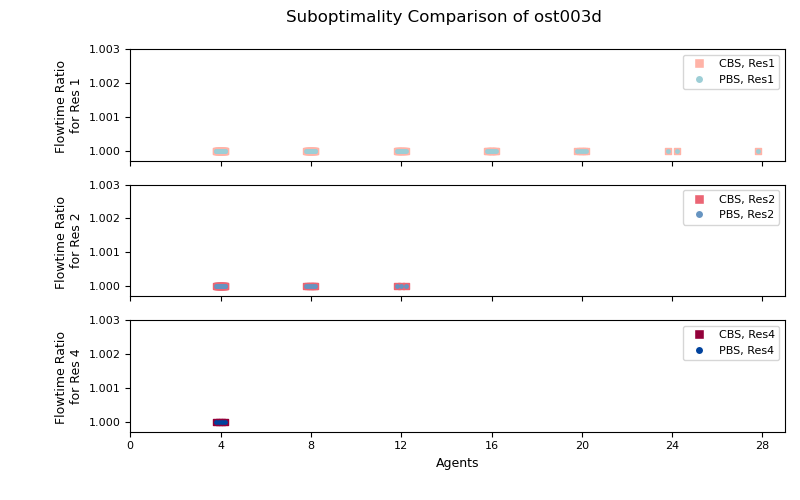 Suboptimality Comparison of ost003d
Flowtime Ratio
for Res 1
1.003
1.002
1.001
1.000
CBS, Res1
PBS, Res1
Flowtime Ratio
for Res 2
1.003
1.002
1.001
1.000
CBS, Res2
PBS, Res2
Flowtime Ratio
for Res 4
1.003
1.002
1.001
1.000
CBS, Res4
PBS, Res4
0 4 8 12 16 20 24 28
Agents